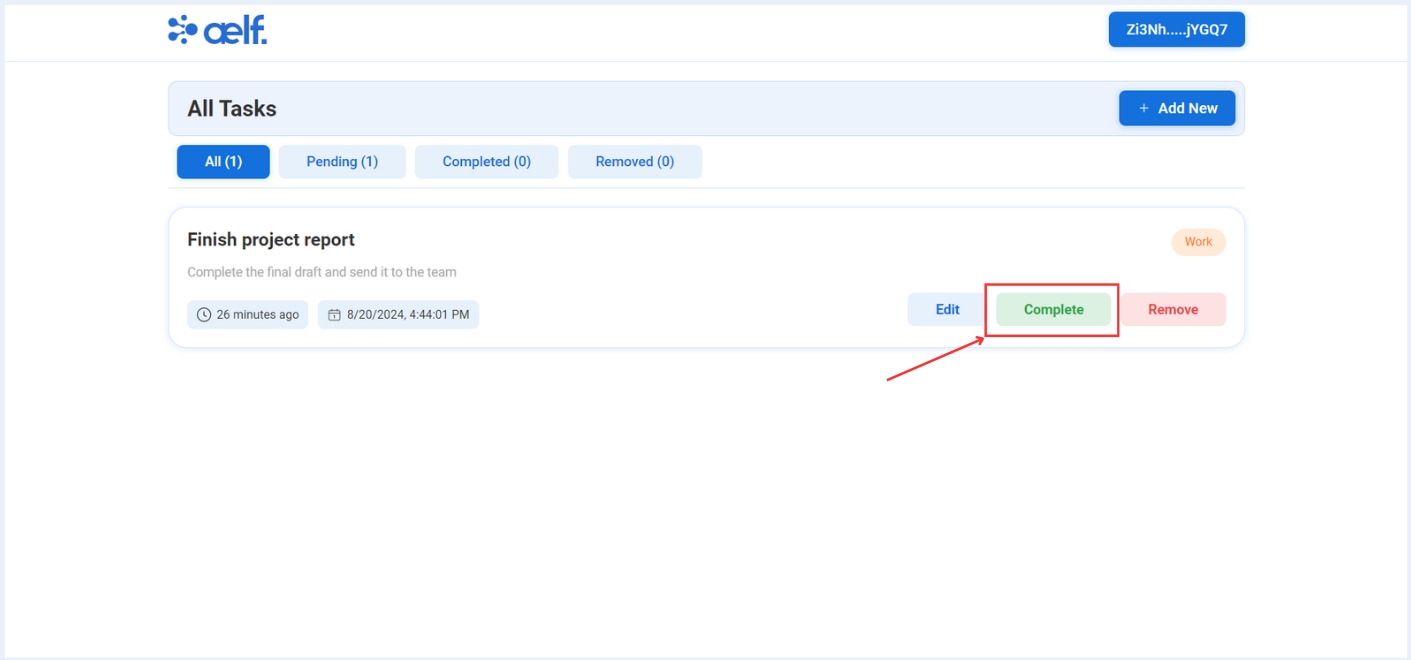 aelf.
Zi3Nh.....jYGQ7
All Tasks
+ Add New
All (1) Pending (1) Completed (0) Removed (0)
Finish project report
Work
Complete the final draft and send it to the team
26 minutes ago 8/20/2024, 4:44:01 PM Edit Complete Remove